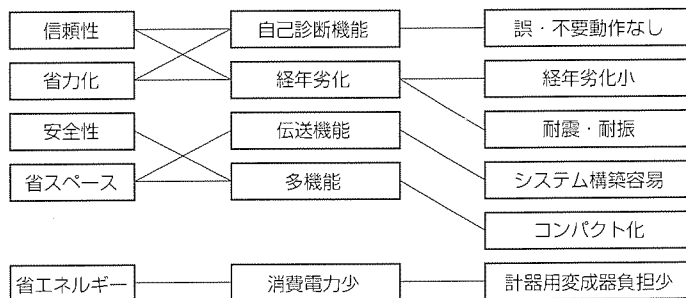 信頼性
自己診断機能
誤・不要動作なし
省力化
経年劣化
経年劣化小
安全性
伝送機能
耐震・耐振
省スペース
多機能
システム構築容易
コンパクト化
省エネルギー
消費電力少
計器用変成器負担少